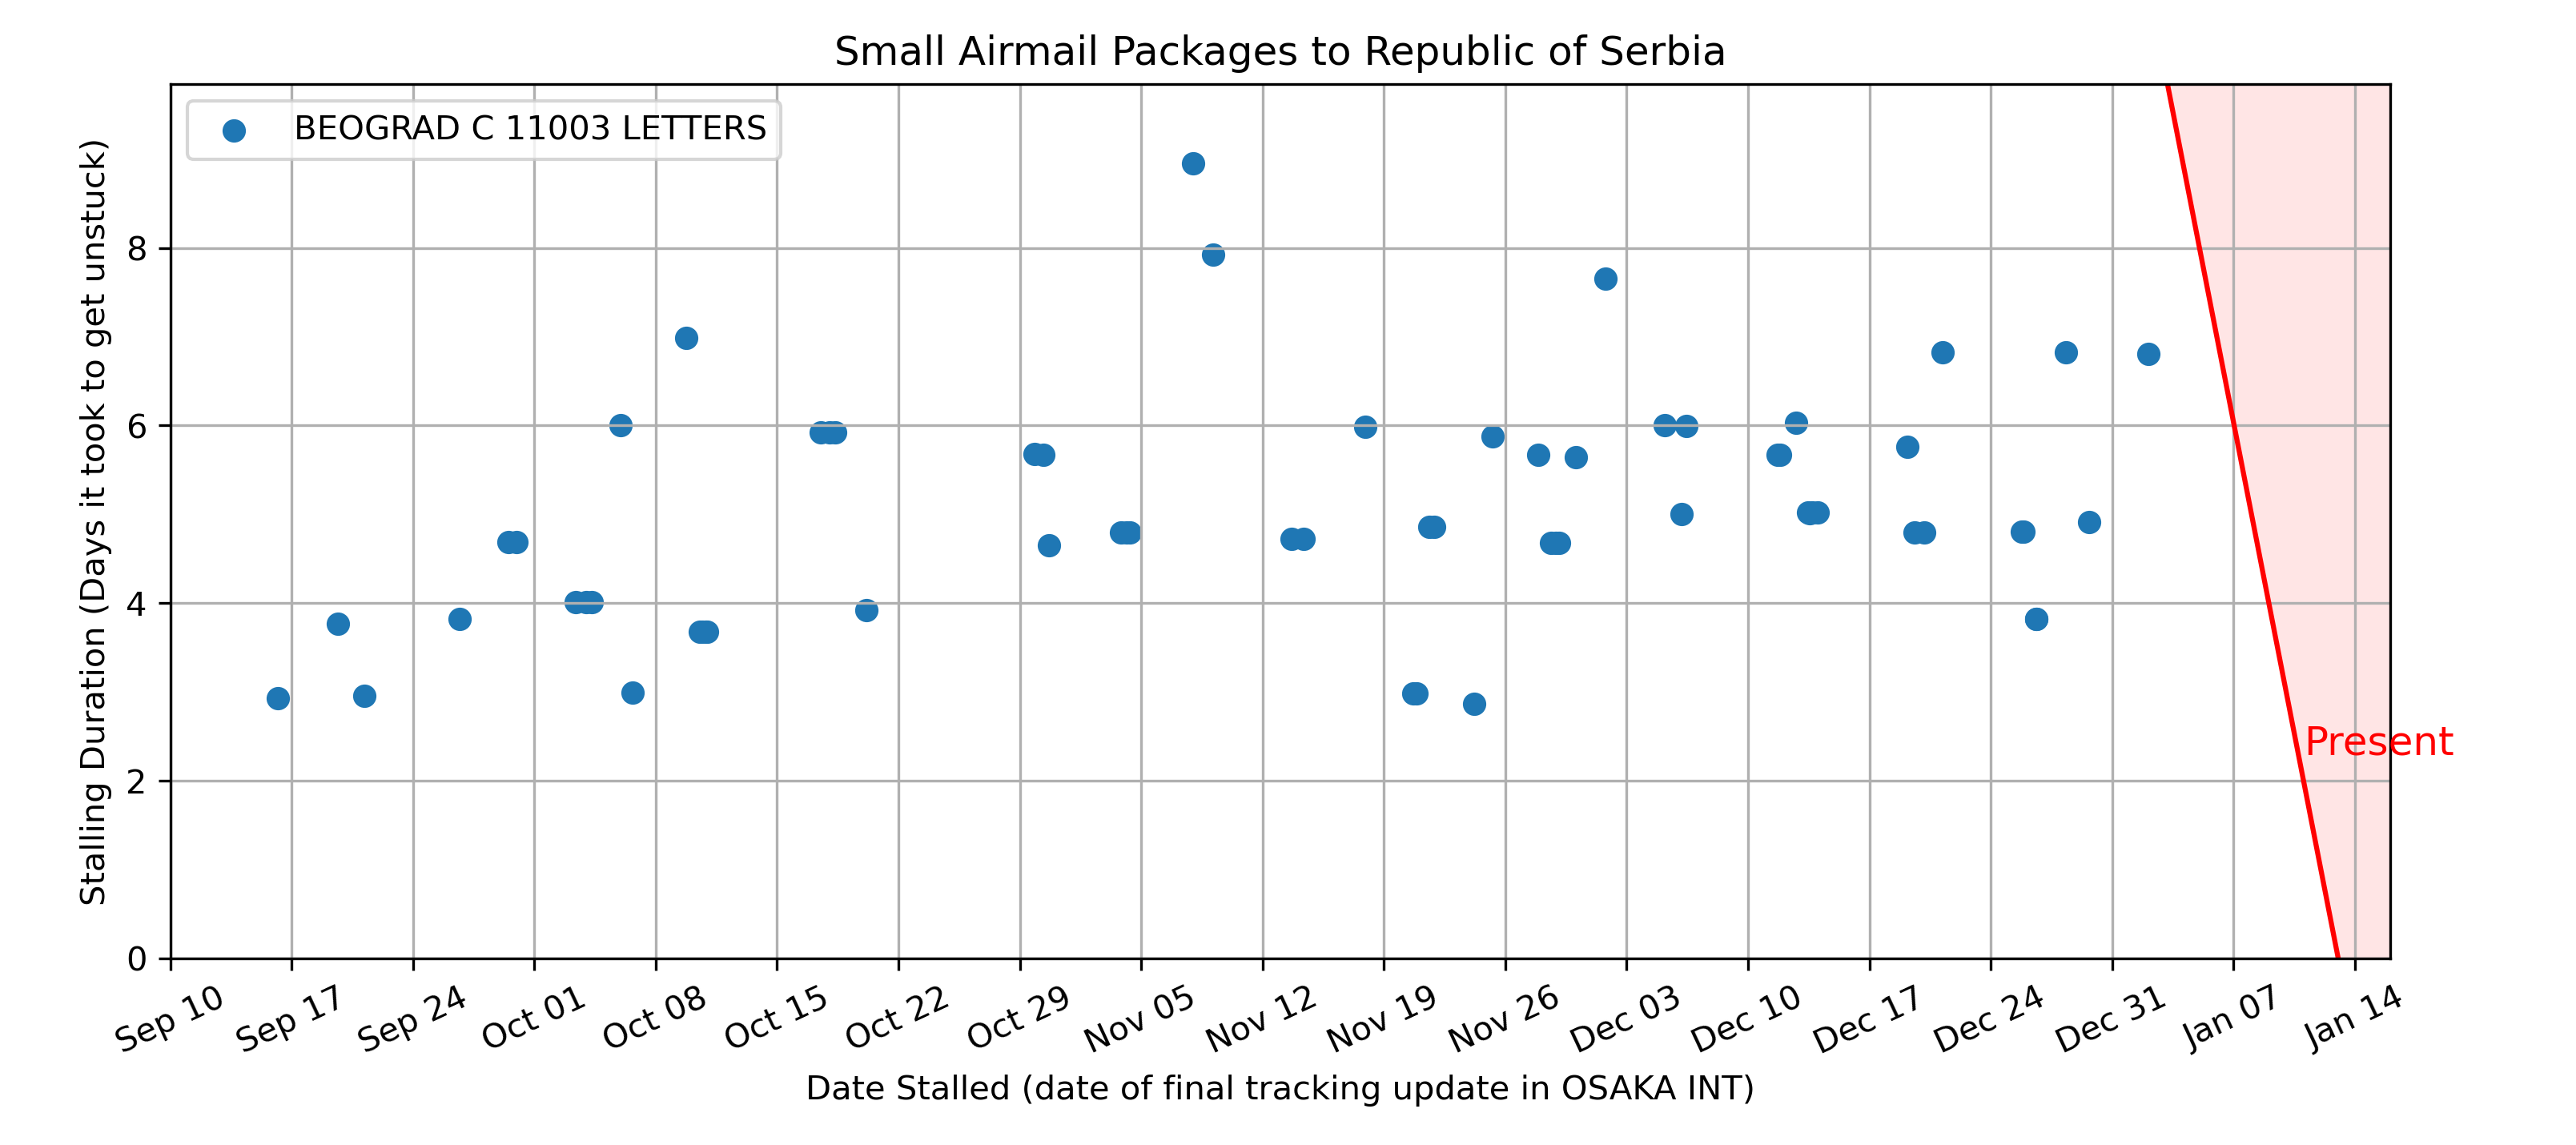 Small Airmail Packages to Republic of Serbia
BEOGRAD C 11003 LETTERS
Stalling Duration (Days it took to get unstuck)
8
6
4
2
0
Present
Sep 10
Sep 17
Sep 24
Oct 01
Oct 08
Oct 15
Oct 22
Oct 29
Nov 05
Nov 12
Nov 19
Nov 26
Dec 03
Dec 10
Dec 17
Dec 24
Dec 31
Jan 07
Jan 14
Date Stalled (date of final tracking update in OSAKA INT)